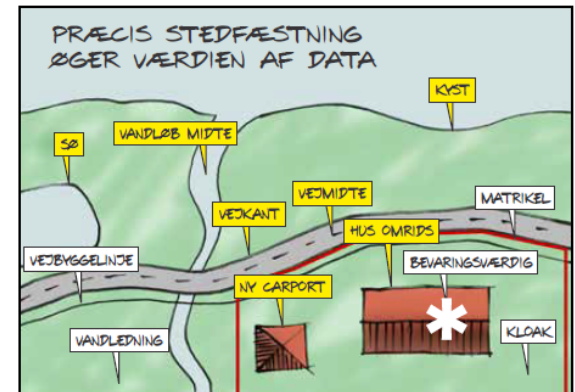 PRÆCIS STEDFÆSTNING
ØGER VÆRDIEN AF DATA
KYST
SØ
VANDLØB MIDTE
VEJMIDTE
MATRIKEL
VEJKANT
HUS OMRIDS
VEJBYGGELINJE
BEVARINGSVÆRDIG
NY CARPORT
VANDLEDNING
KLOAK